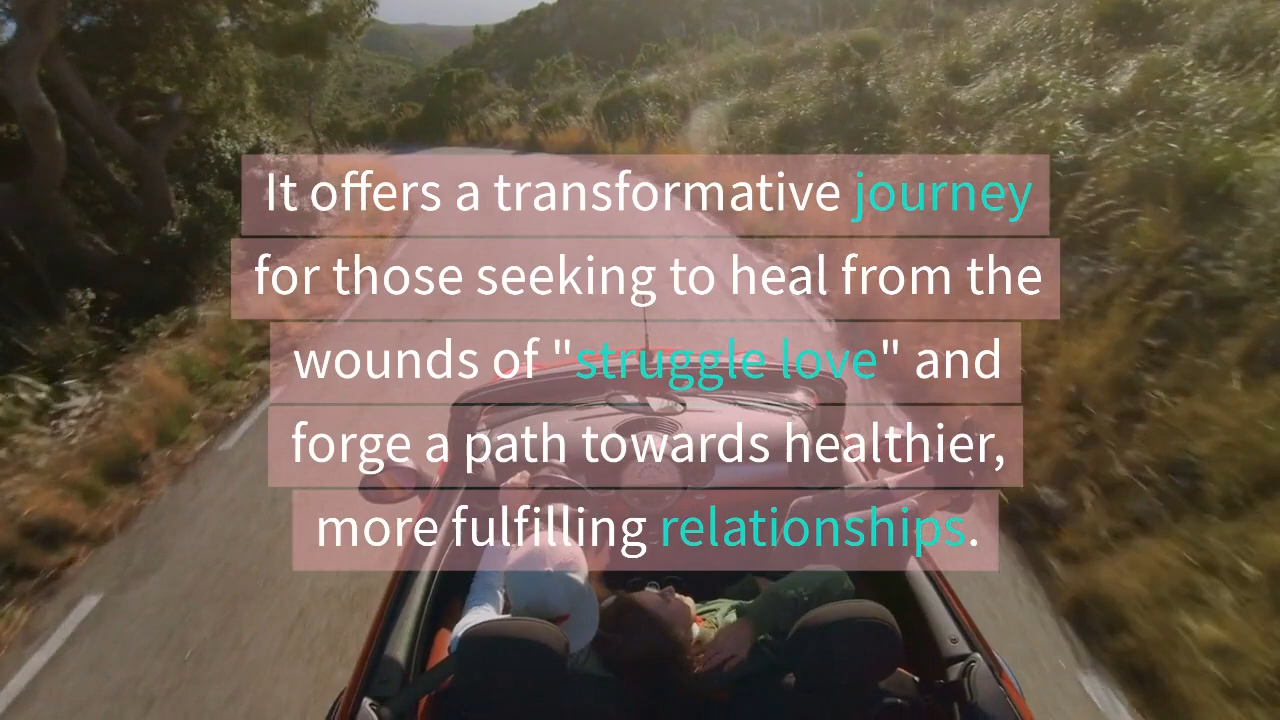 It offers a transformative journey
for those seeking to heal from the
wounds of "struggle love" and
forge a path towards healthier,
more fulfilling relationships.